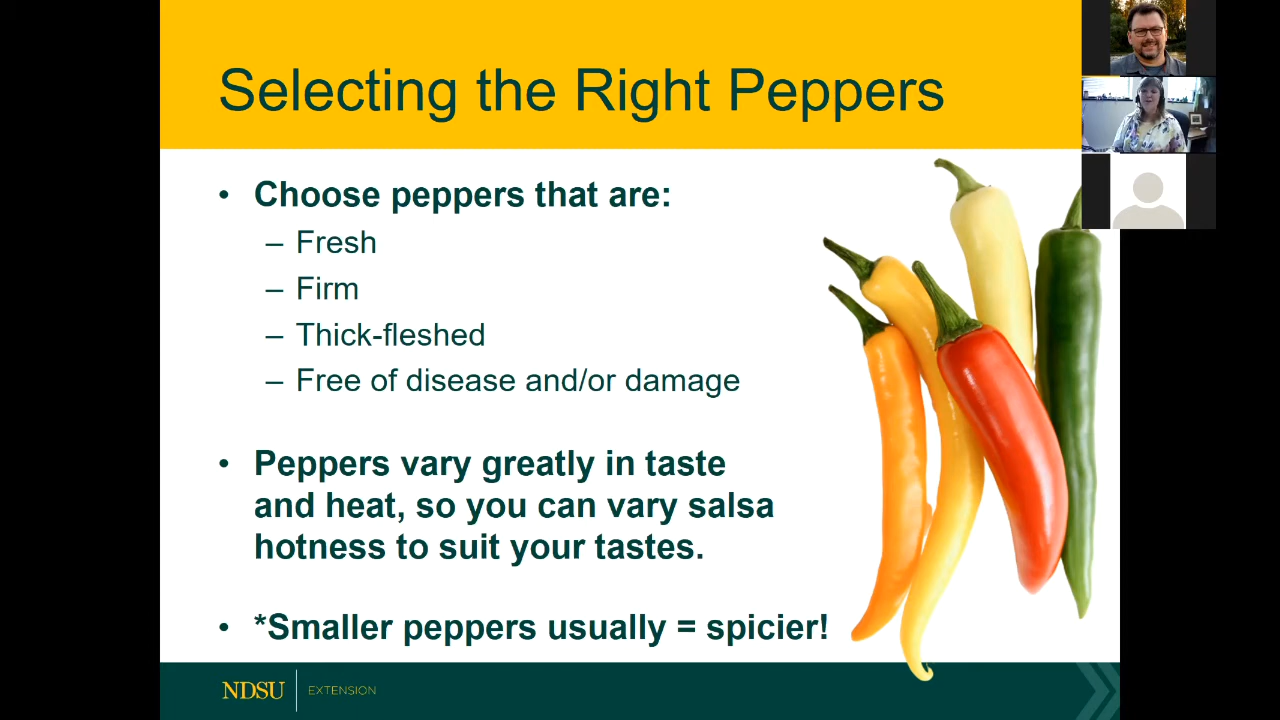 Selecting the Right Peppers
• Choose peppers that are:
– Fresh
– Firm
– Thick-fleshed
– Free of disease and/or damage
• Peppers vary greatly in taste
and heat, so you can vary salsa
hotness to suit your tastes.
• *Smaller peppers usually = spicier!
NDSU EXTENSION